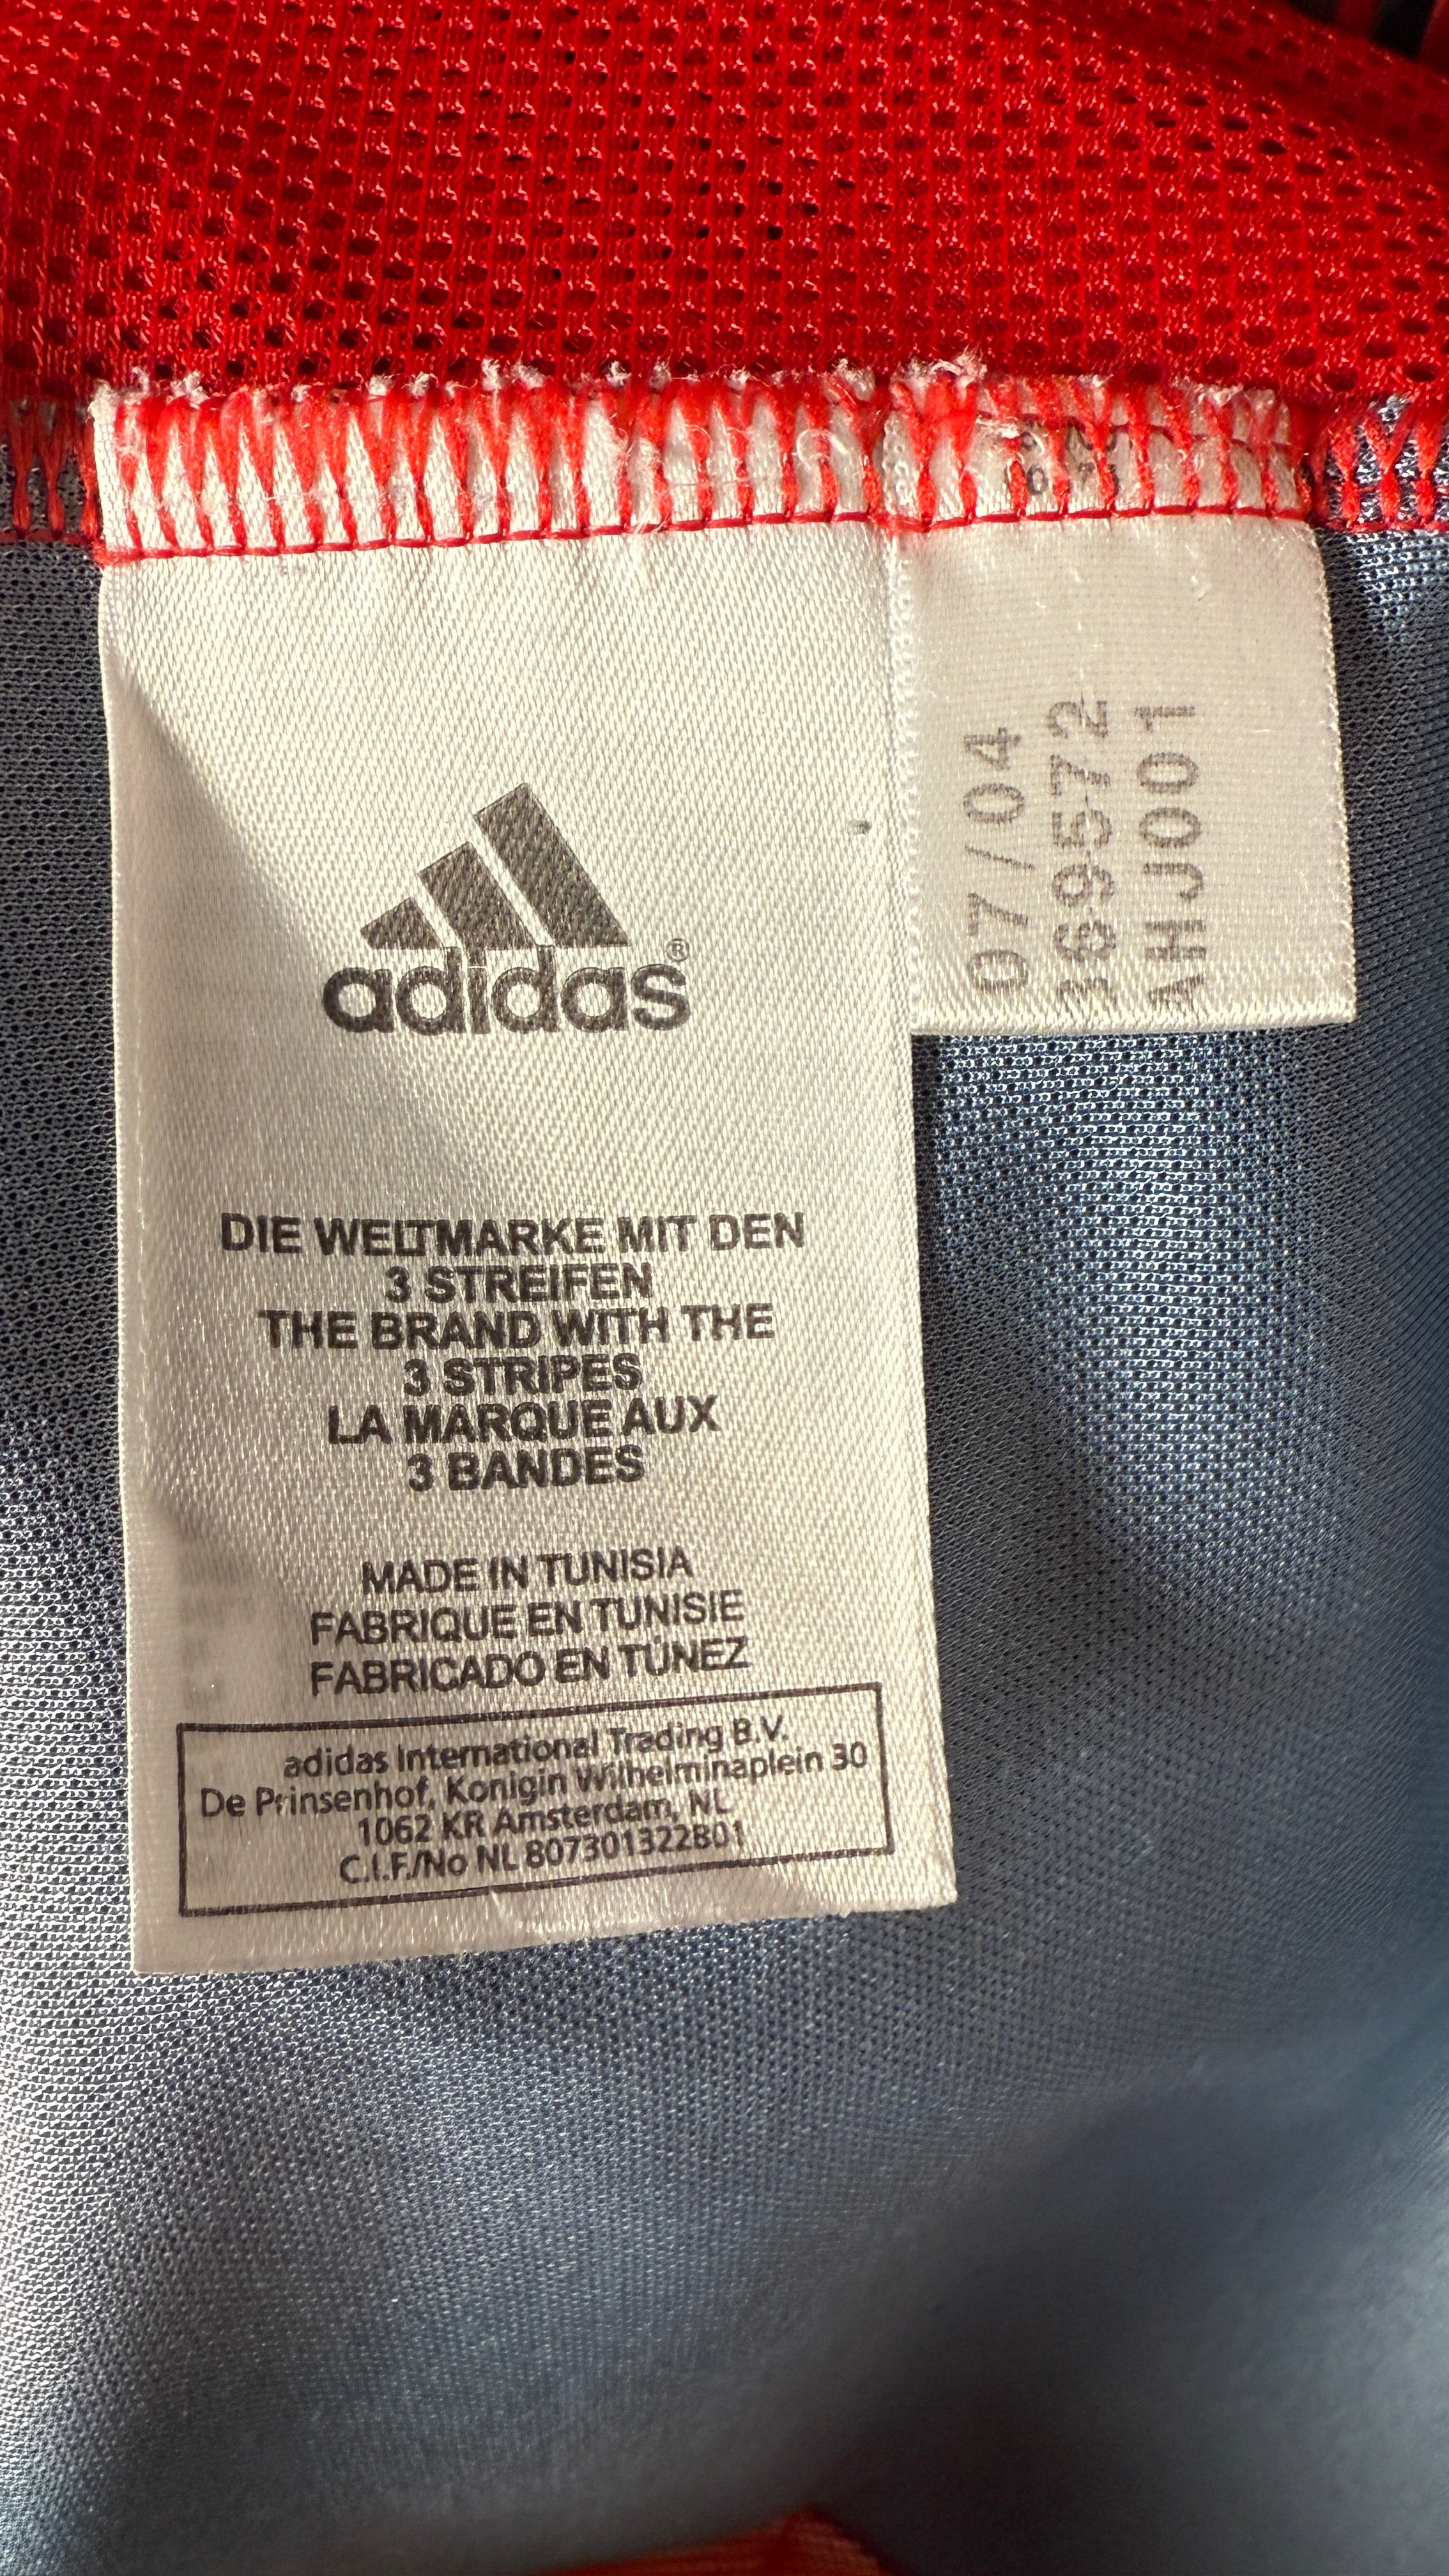 adidas®
DIE WELTMARKE MIT DEN
3 STREIFEN
THE BRAND WITH THE
3 STRIPES
LA MARQUE AUX
3 BANDES
MADE IN TUNISIA
FABRIQUE EN TUNISIE
FABRICADO EN TÚNEZ
adidas International Trading B.V.
De Prinsenhof, Konigin Wilhelminaplein 30
1062 KR Amsterdam, NL
C.I.F./No NL 807301322B01
07/04
369572
AHJ001